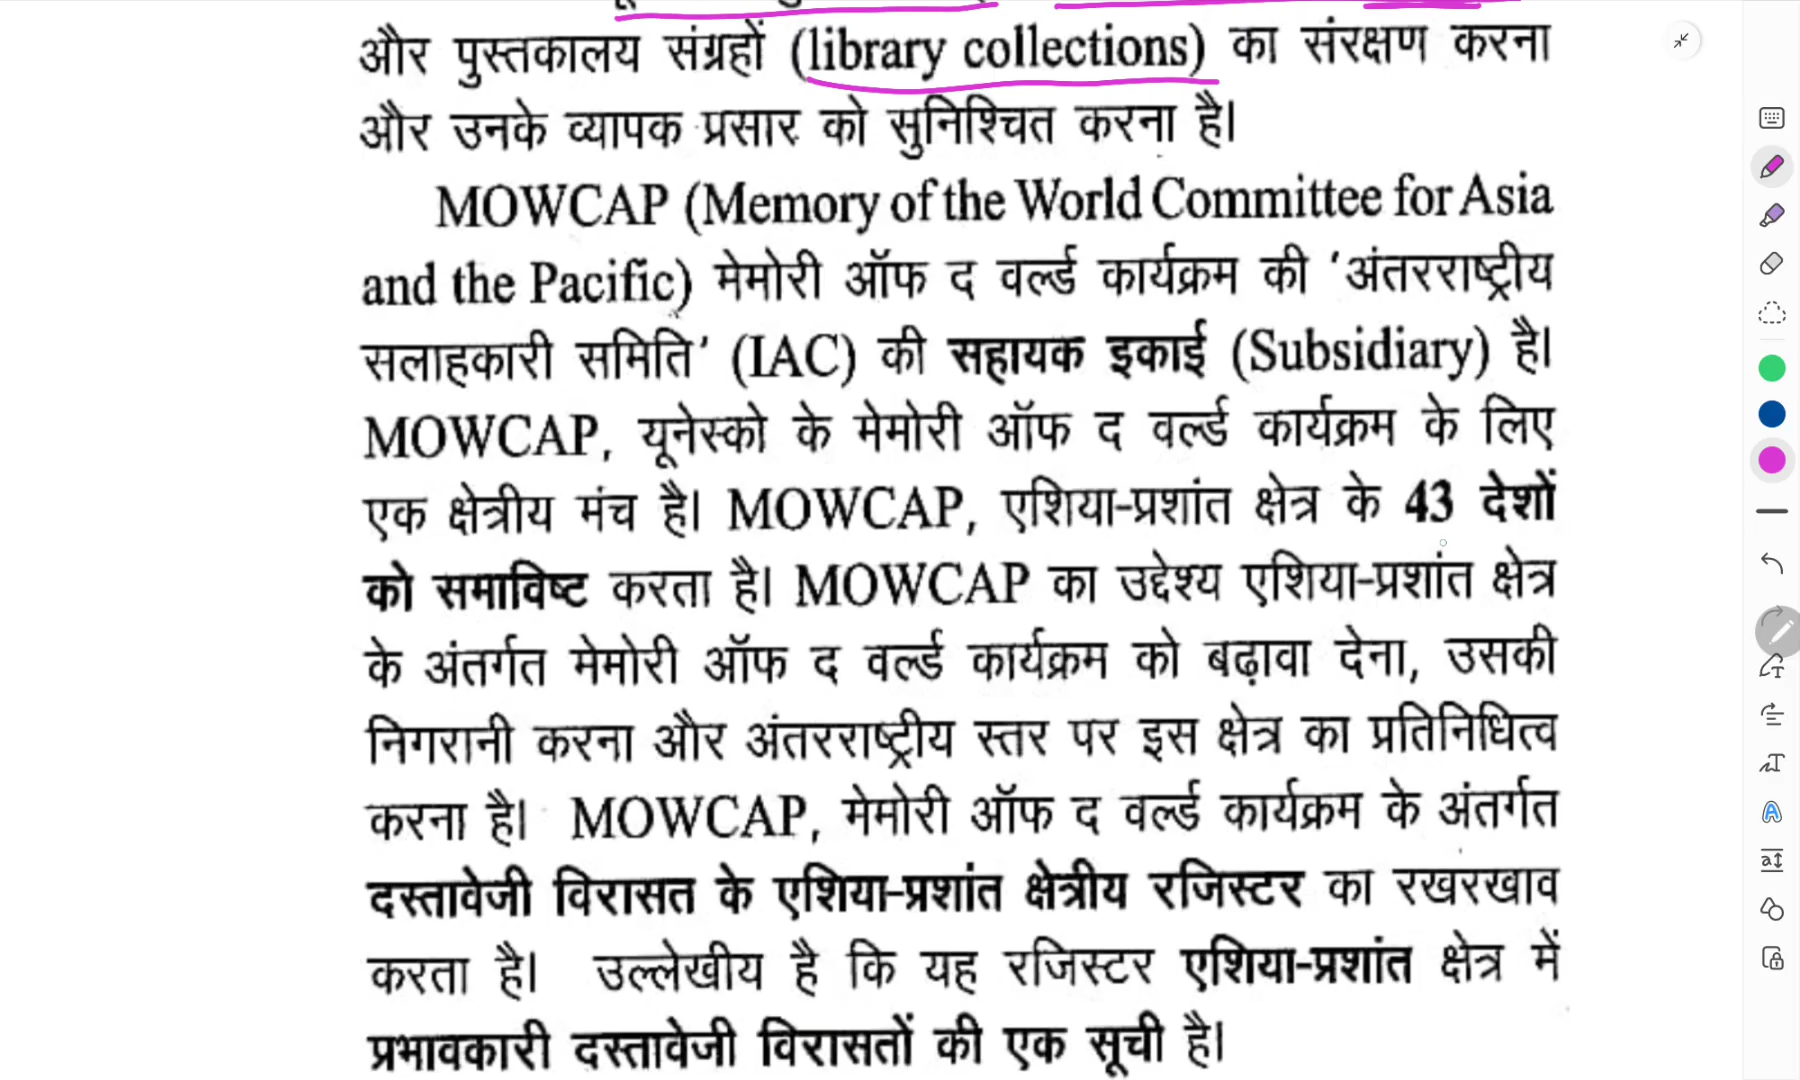 और पुस्तकालय संग्रहों (library collections) का संरक्षण करना
और उनके व्यापक प्रसार को सुनिश्चित करना है।
MOWCAP (Memory of the World Committee for Asia
and the Pacific) मेमोरी ऑफ द वर्ल्ड कार्यक्रम की 'अंतरराष्ट्रीय
सलाहकारी समिति' (IAC) की सहायक इकाई (Subsidiary) है।
MOWCAP, यूनेस्को के मेमोरी ऑफ द वर्ल्ड कार्यक्रम के लिए
एक क्षेत्रीय मंच है। MOWCAP, एशिया-प्रशांत क्षेत्र के 43 देशों
को समाविष्ट करता है। MOWCAP का उद्देश्य एशिया-प्रशांत क्षेत्र
के अंतर्गत मेमोरी ऑफ द वर्ल्ड कार्यक्रम को बढ़ावा देना, उसकी
निगरानी करना और अंतरराष्ट्रीय स्तर पर इस क्षेत्र का प्रतिनिधित्व
करना है। MOWCAP, मेमोरी ऑफ द वर्ल्ड कार्यक्रम के अंतर्गत
दस्तावेजी विरासत के एशिया-प्रशांत क्षेत्रीय रजिस्टर का रखरखाव
करता है। उल्लेखीय है कि यह रजिस्टर एशिया-प्रशांत क्षेत्र में
प्रभावकारी दस्तावेजी विरासतों की एक सूची है।